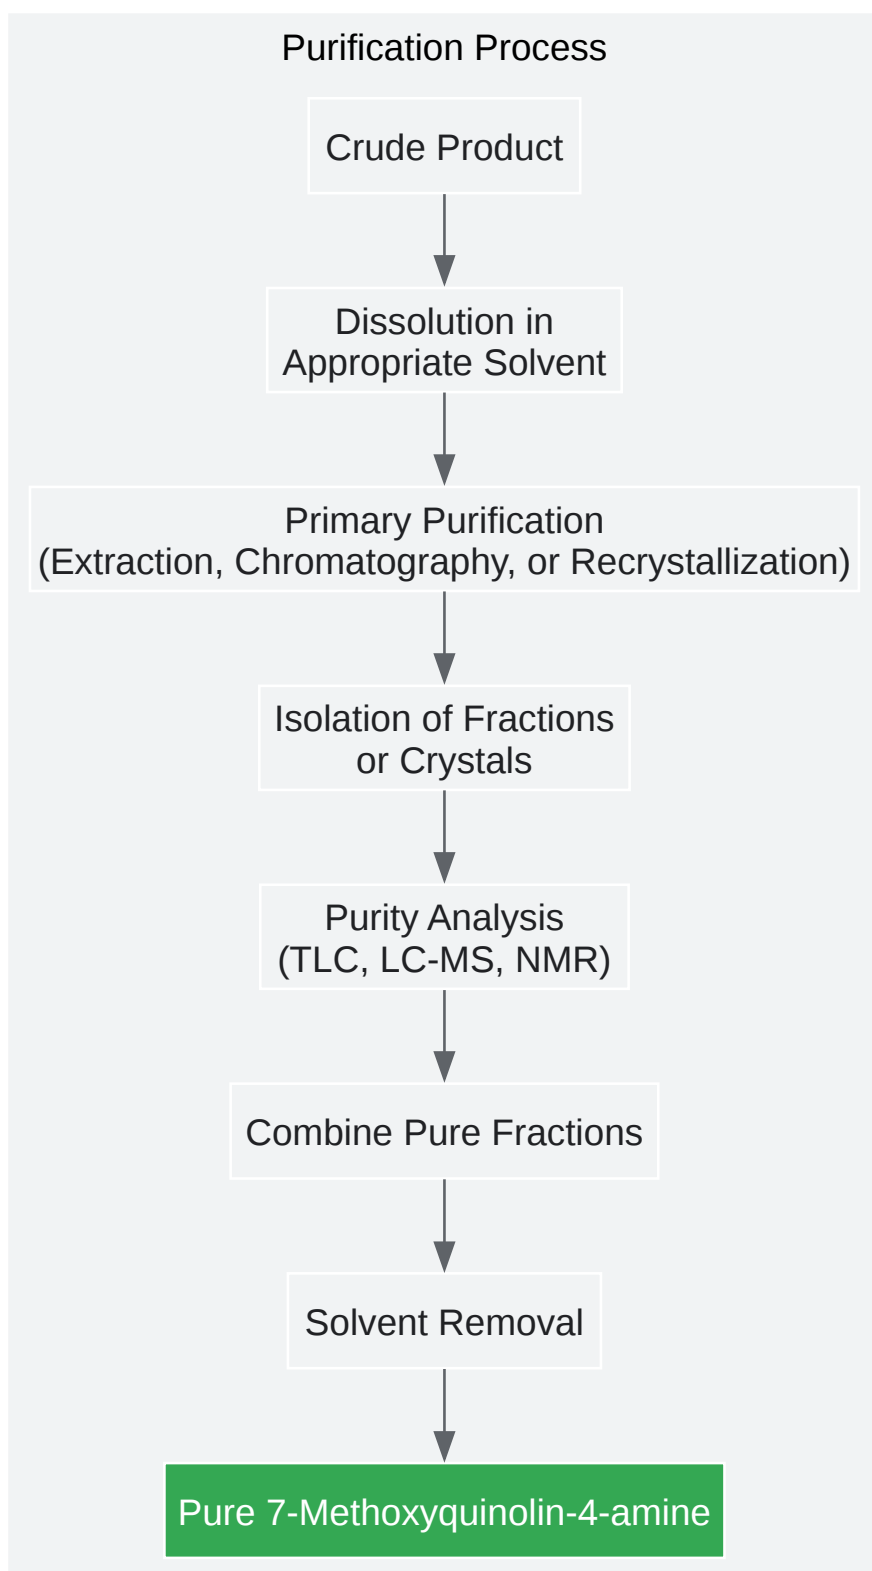 Purification Process
Crude Product
Dissolution in
Appropriate Solvent
Primary Purification
(Extraction, Chromatography, or Recrystallization)
Isolation of Fractions
or Crystals
Purity Analysis
(TLC, LC-MS, NMR)
Combine Pure Fractions
Solvent Removal
Pure 7-Methoxyquinolin-4-amine